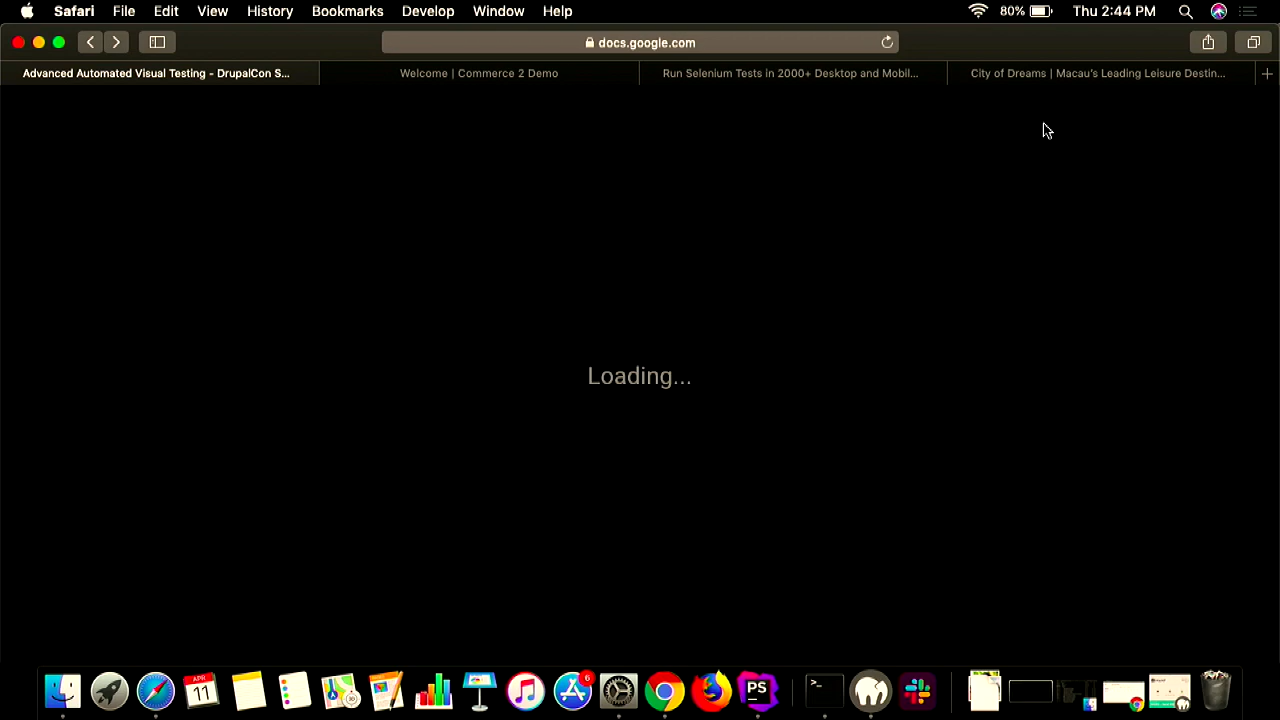 Safari File Edit View History Bookmarks Develop Window Help 80% Thu 2:44 PM
docs.google.com
Advanced Automated Visual Testing - DrupalCon S... Welcome | Commerce 2 Demo Run Selenium Tests in 2000+ Desktop and Mobil... City of Dreams | Macau's Leading Leisure Destin...
Loading...
APR
11
6
PS
>_